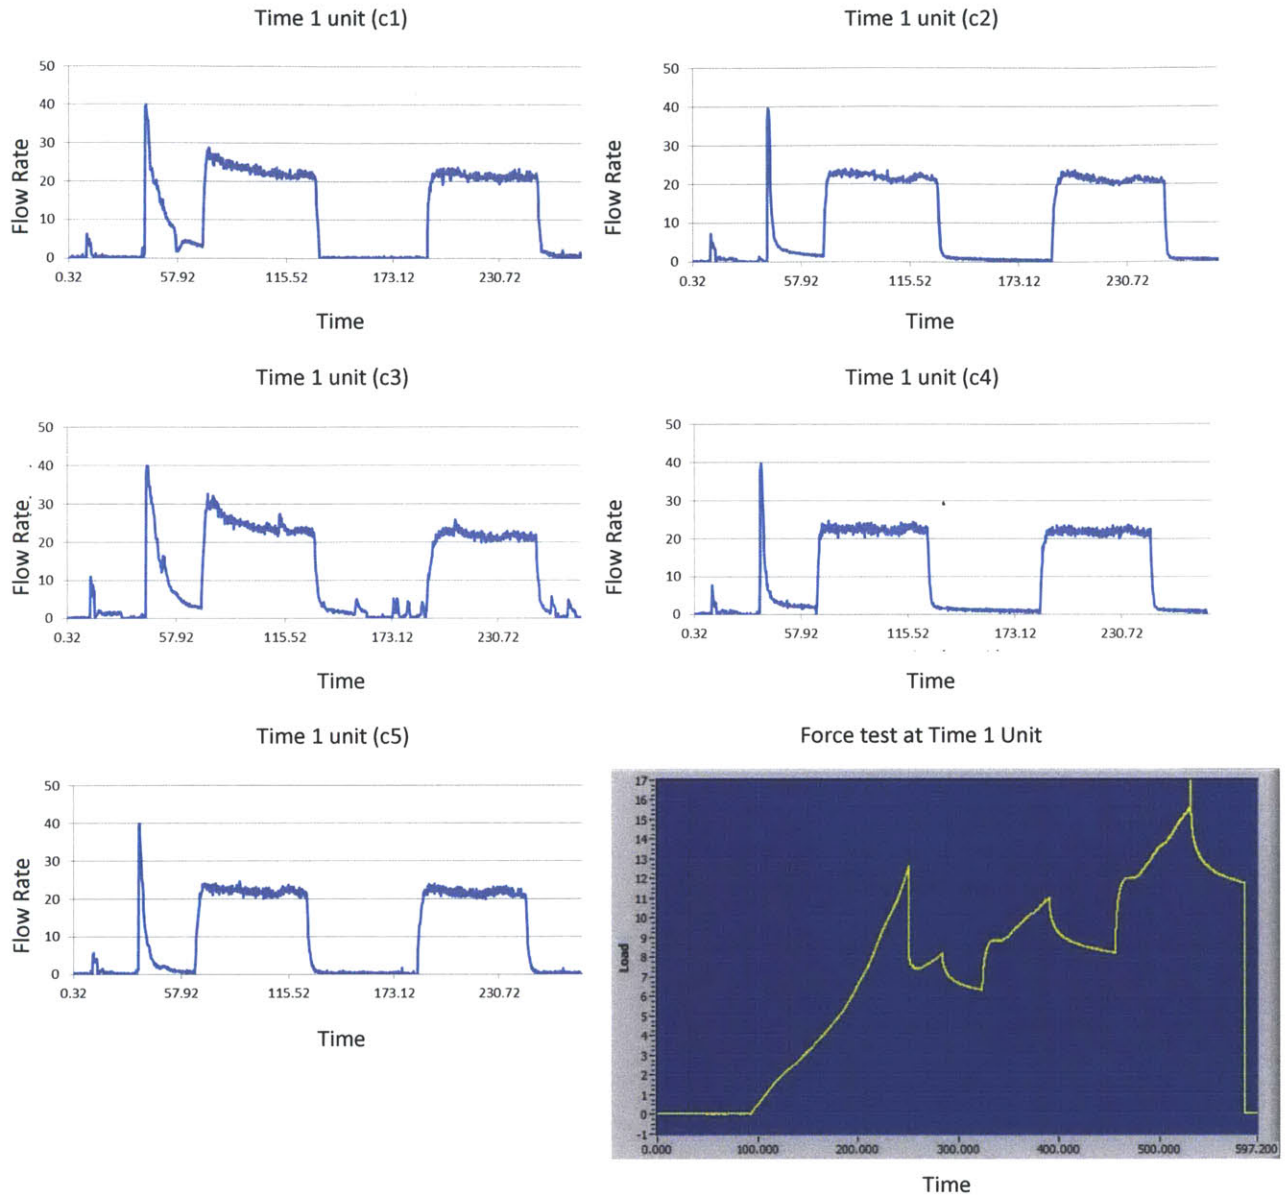 Time 1 unit (c1)
50
40
30
20
10
0
Flow Rate
0.32 57.92 115.52 173.12 230.72
Time
Time 1 unit (c2)
50
40
30
20
10
0
Flow Rate
0.32 57.92 115.52 173.12 230.72
Time
Time 1 unit (c3)
50
40
30
20
10
0
Flow Rate
0.32 57.92 115.52 173.12 230.72
Time
Time 1 unit (c4)
50
40
30
20
10
0
Flow Rate
0.32 57.92 115.52 173.12 230.72
Time
Time 1 unit (c5)
50
40
30
20
10
0
Flow Rate
0.32 57.92 115.52 173.12 230.72
Time
Force test at Time 1 Unit
17
16
15
14
13
12
11
10
9
8
7
6
5
4
3
2
1
0
-1
Load
0.000 100.000 200.000 300.000 400.000 500.000 597.200
Time